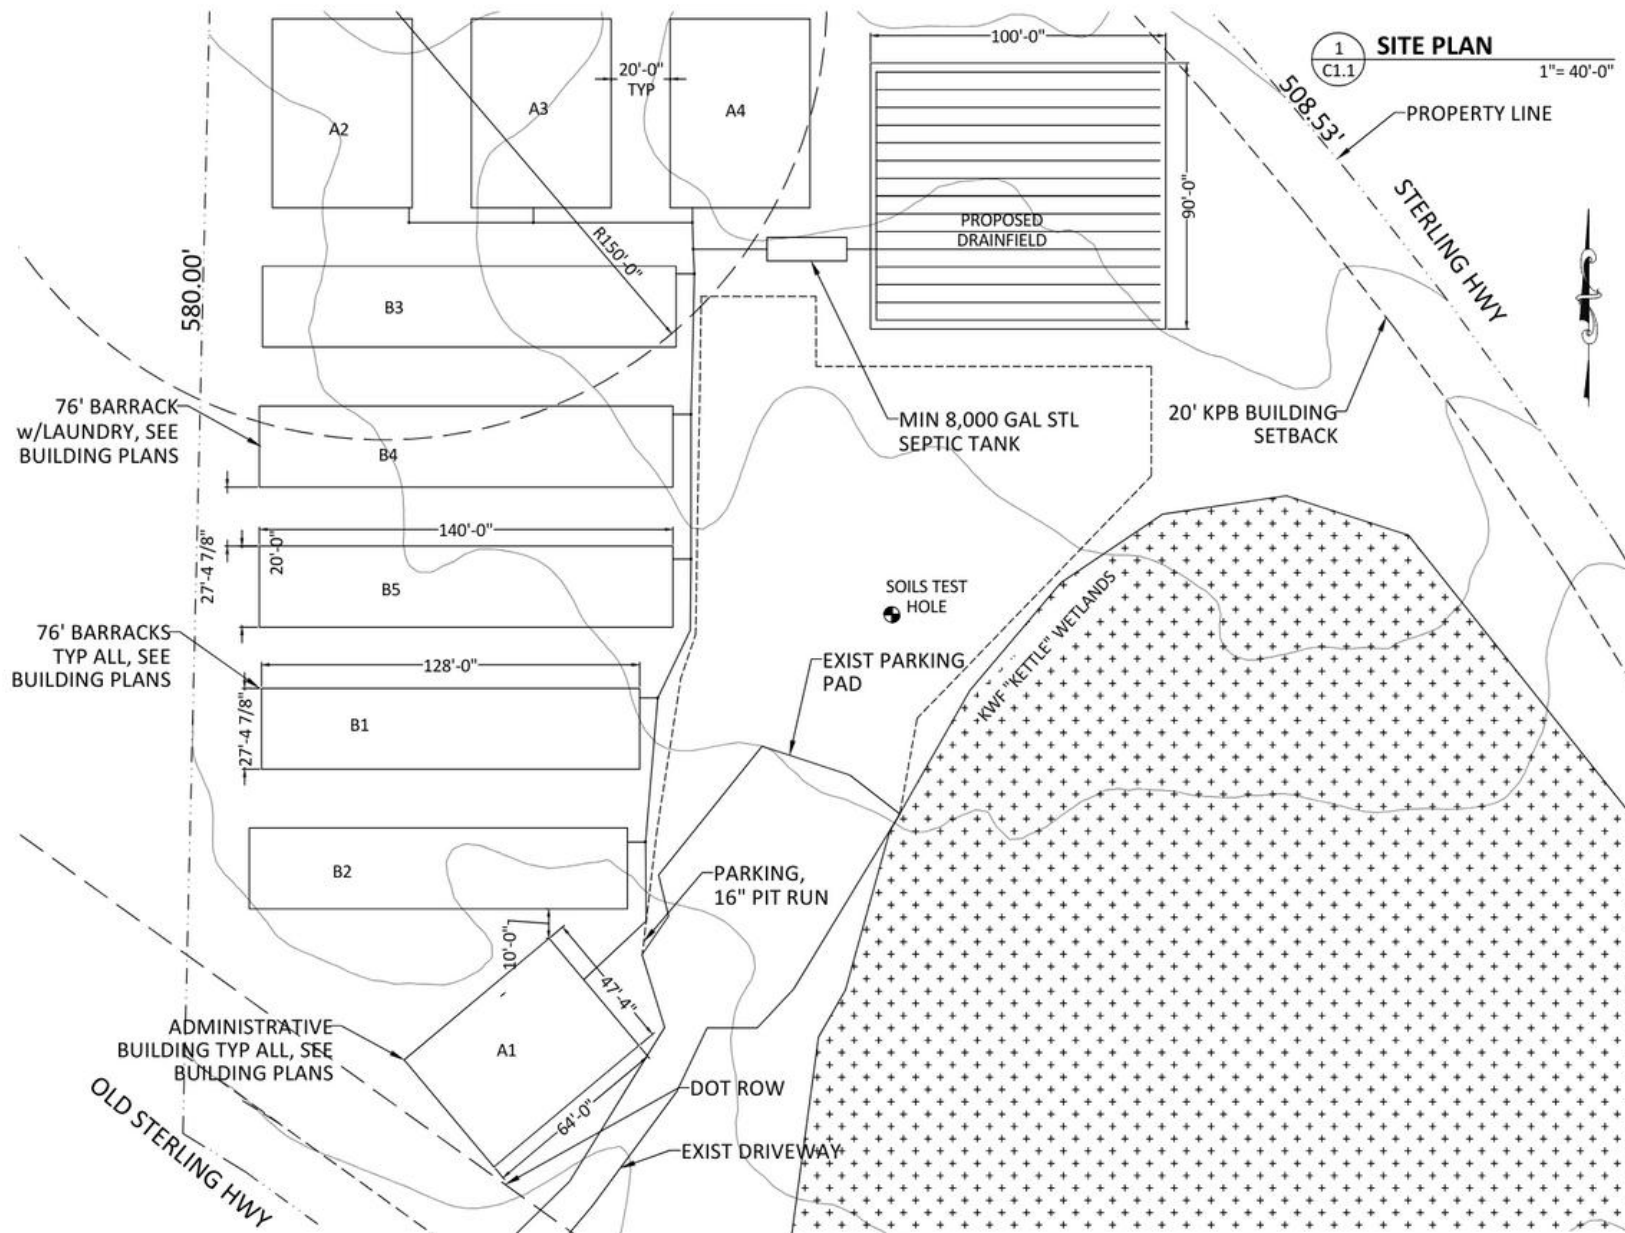 1
C1.1
SITE PLAN
1"= 40'-0"
100'-0"
20'-0"
TYP
A2
A3
A4
508.53'
PROPERTY LINE
STERLING HWY
90'-0"
PROPOSED
DRAINFIELD
R150'-0"
580.00'
B3
76' BARRACK
w/LAUNDRY, SEE
BUILDING PLANS
B4
MIN 8,000 GAL STL
SEPTIC TANK
20' KPB BUILDING
SETBACK
140'-0"
27'-4 7/8"
20'-0"
B5
SOILS TEST
HOLE
KWF "KETTLE" WETLANDS
76' BARRACKS
TYP ALL, SEE
BUILDING PLANS
128'-0"
27'-4 7/8"
B1
EXIST PARKING
PAD
B2
PARKING,
16" PIT RUN
10'-0"
47'-4"
ADMINISTRATIVE
BUILDING TYP ALL, SEE
BUILDING PLANS
A1
64'-0"
DOT ROW
EXIST DRIVEWAY
OLD STERLING HWY